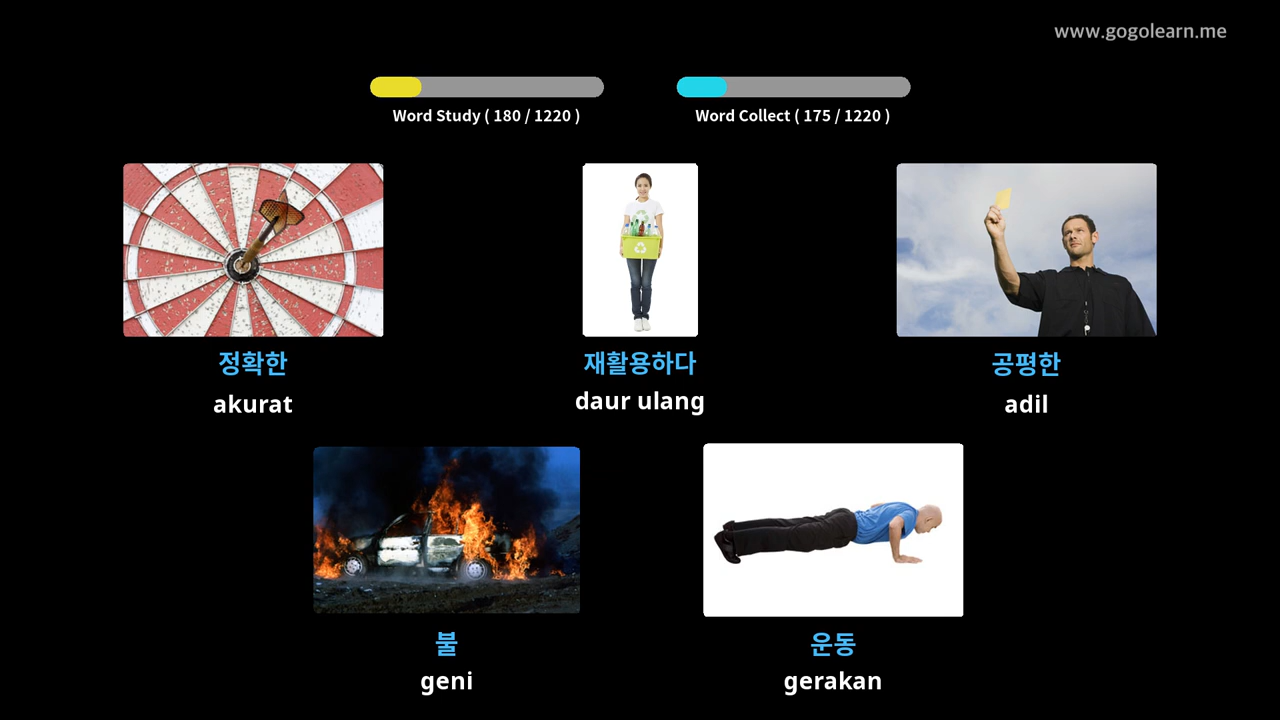 www.gogolearn.me
Word Study ( 180 / 1220 )
Word Collect ( 175 / 1220 )
정확한
akurat
재활용하다
daur ulang
공평한
adil
불
geni
운동
gerakan